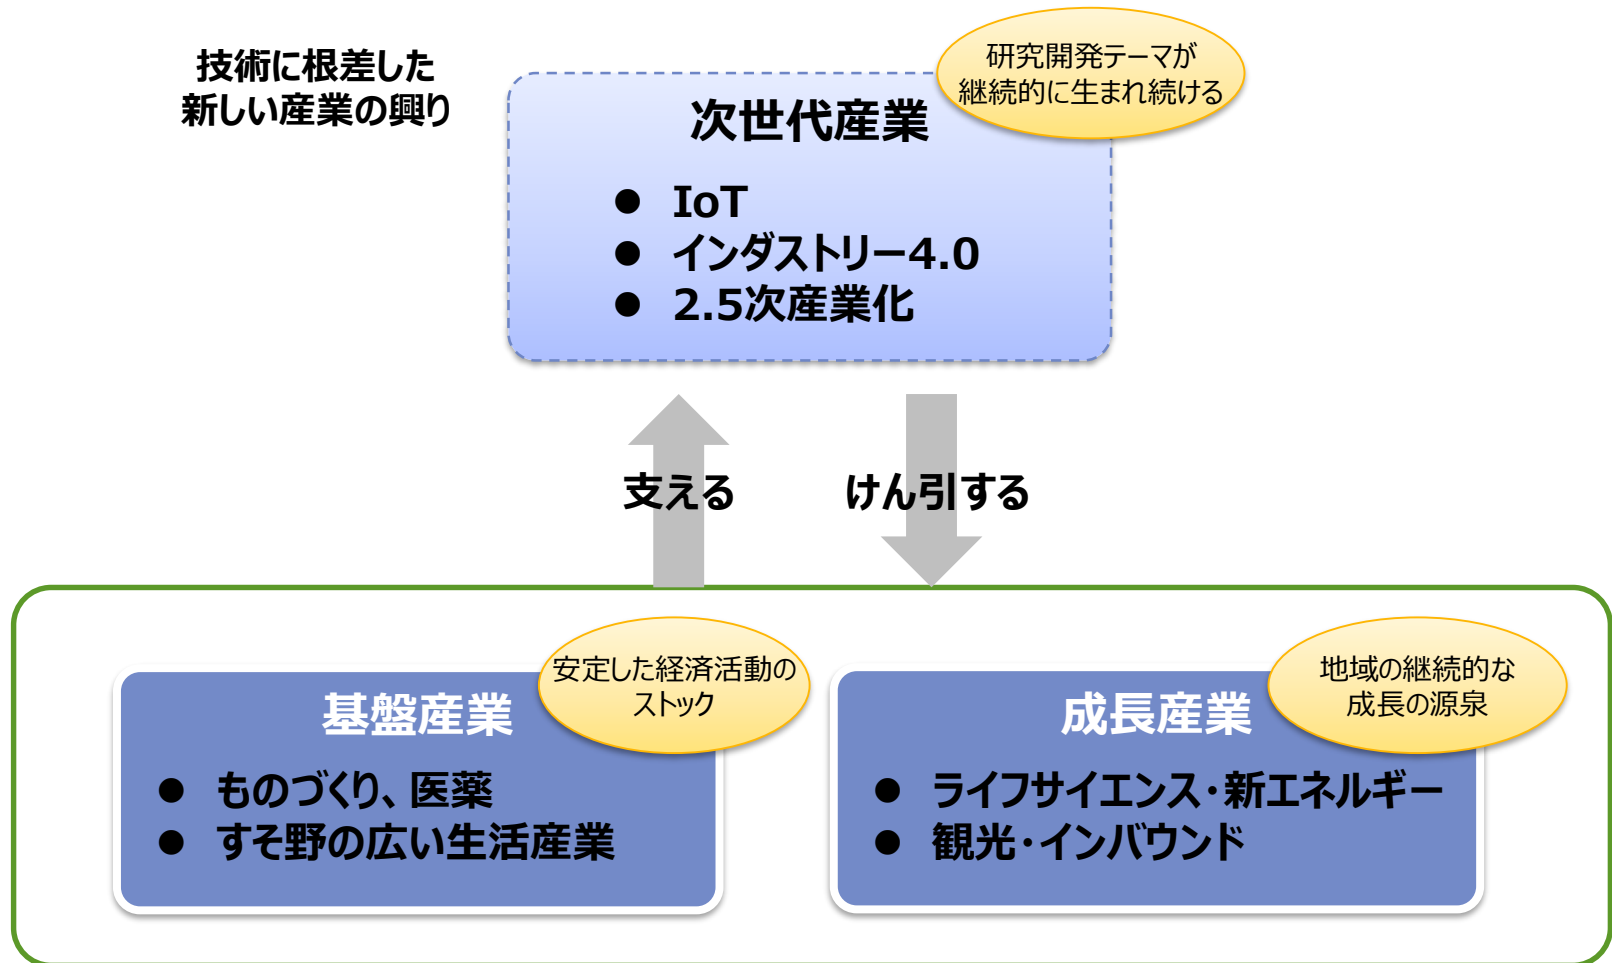 技術に根差した
新しい産業の興り
研究開発テーマが
継続的に生まれ続ける
次世代産業
● IoT
● インダストリー4.0
● 2.5次産業化
支える
けん引する
安定した経済活動の
ストック
基盤産業
● ものづくり、医薬
● すそ野の広い生活産業
地域の継続的な
成長の源泉
成長産業
● ライフサイエンス・新エネルギー
● 観光・インバウンド